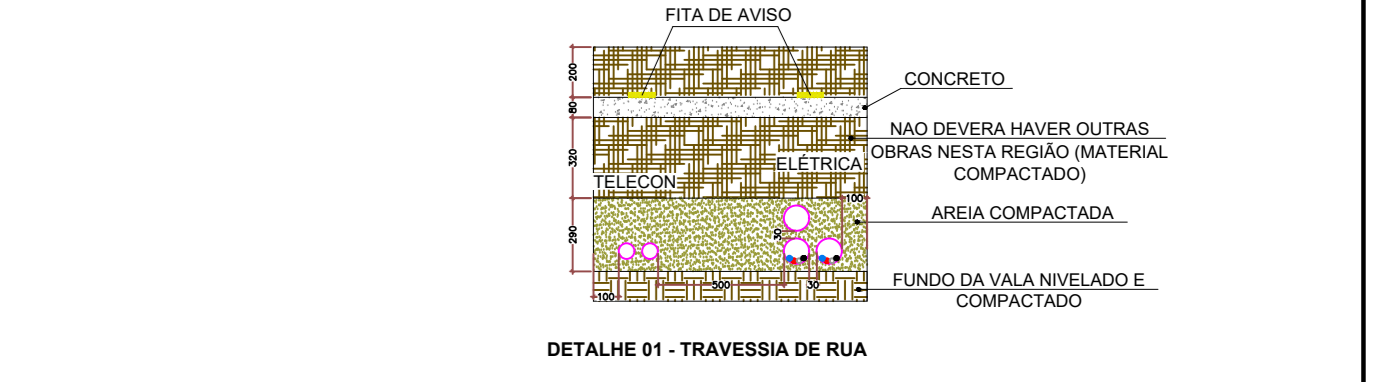 FITA DE AVISO
200
CONCRETO
80
NAO DEVERA HAVER OUTRAS
OBRAS NESTA REGIÃO (MATERIAL
COMPACTADO)
320
ELÉTRICA
TELECON
100
AREIA COMPACTADA
290
30
FUNDO DA VALA NIVELADO E
COMPACTADO
100
500
30
DETALHE 01 - TRAVESSIA DE RUA